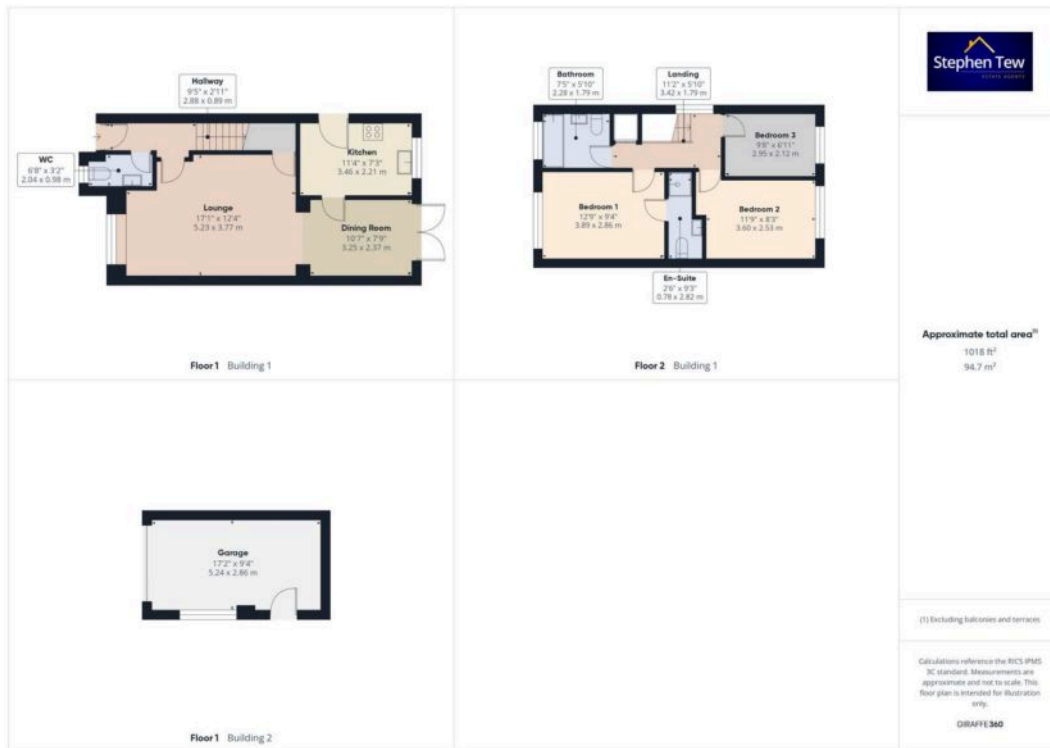 Hallway
9'5" x 2'11"
2.88 x 0.89 m
WC
6'8" x 3'2"
2.04 x 0.98 m
Kitchen
11'4" x 7'3"
3.46 x 2.21 m
Lounge
17'1" x 12'4"
5.23 x 3.77 m
Dining Room
10'7" x 7'9"
3.25 x 2.37 m
Floor 1 Building 1
Bathroom
7'5" x 5'10"
2.28 x 1.79 m
Landing
11'2" x 5'10"
3.42 x 1.79 m
Bedroom 3
9'8" x 6'11"
2.95 x 2.12 m
Bedroom 1
12'9" x 9'4"
3.89 x 2.86 m
Bedroom 2
11'9" x 8'3"
3.60 x 2.53 m
En-Suite
2'6" x 9'3"
0.78 x 2.82 m
Floor 2 Building 1
Garage
17'2" x 9'4"
5.24 x 2.86 m
Floor 1 Building 2
Stephen Tew
ESTATE AGENTS
Approximate total area(1)
1018 ft²
94.7 m²
(1) Excluding balconies and terraces
Calculations reference the RICS IPMS
3C standard. Measurements are
approximate and not to scale. This
floor plan is intended for illustration
only.
GIRAFFE360